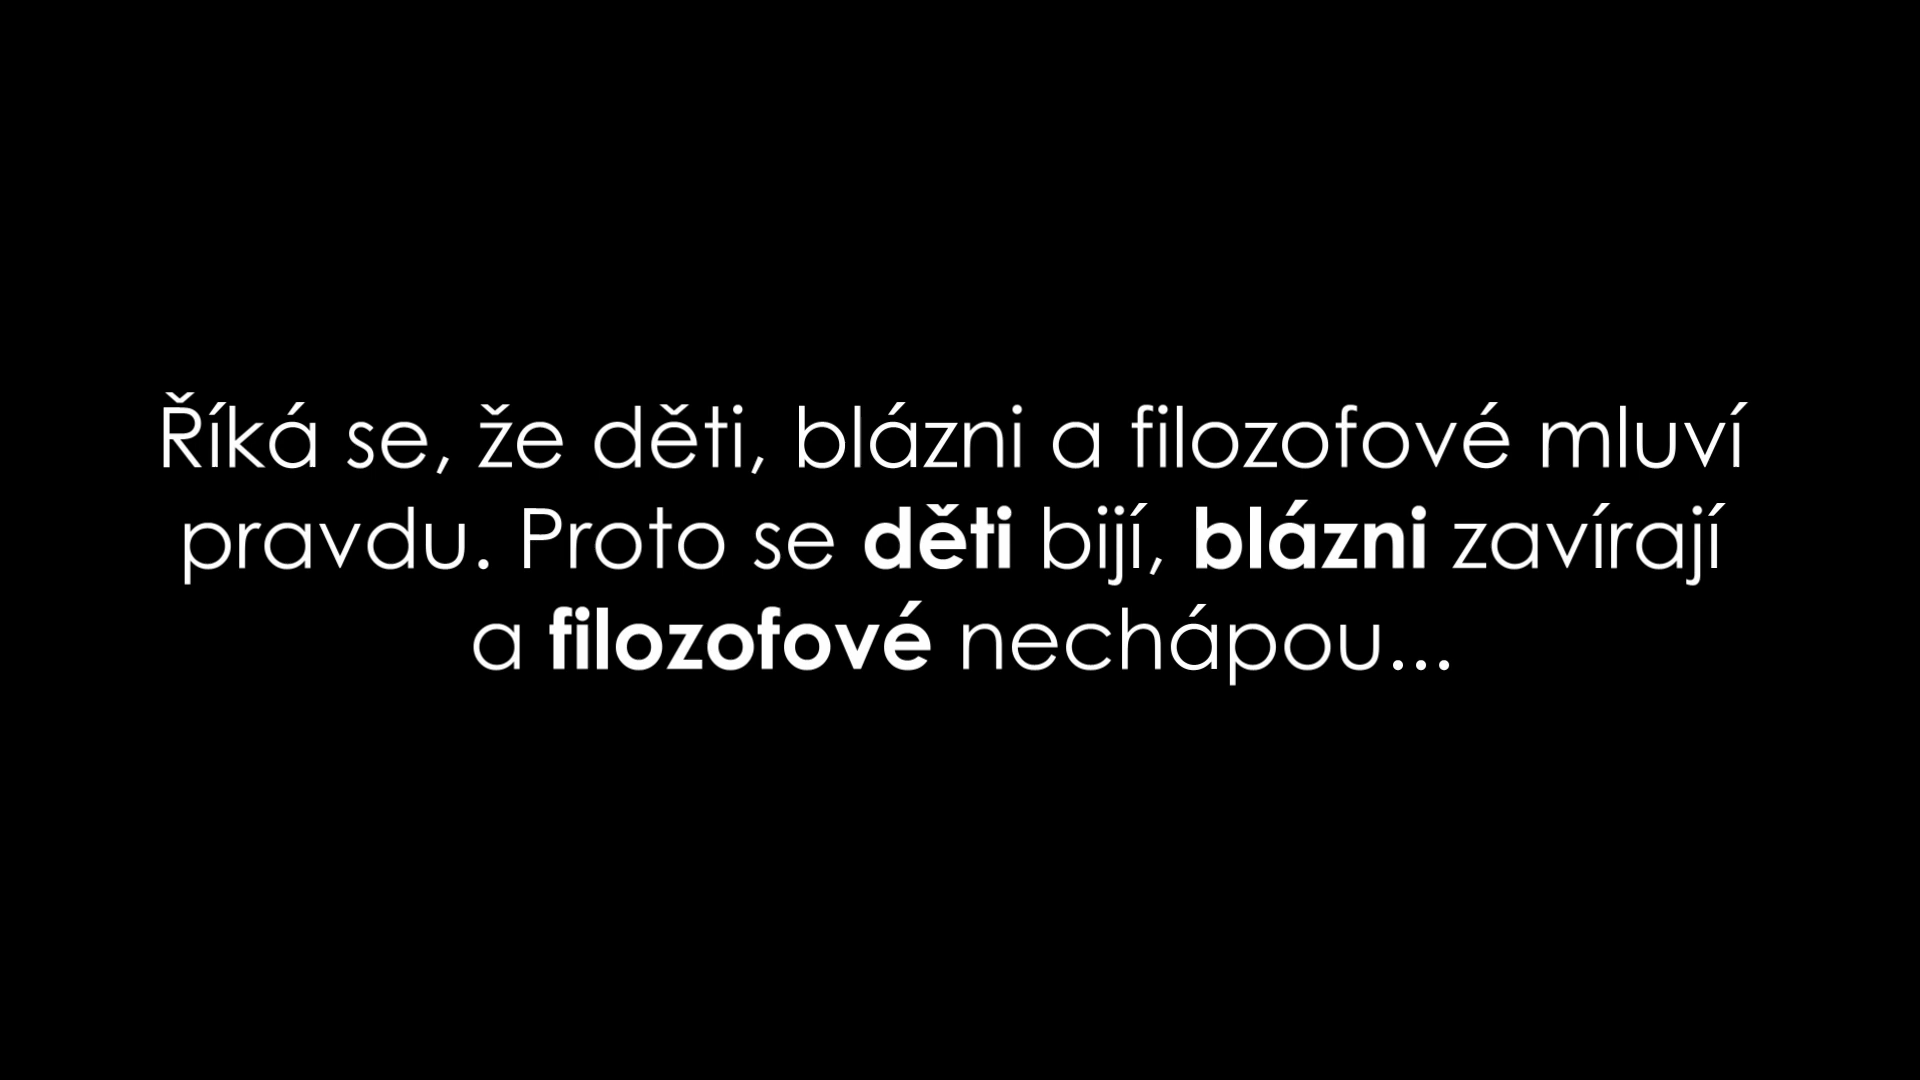 Říká se, že děti, blázni a filozofové mluví
pravdu. Proto se děti bijí, blázni zavírají
a filozofové nechápou...